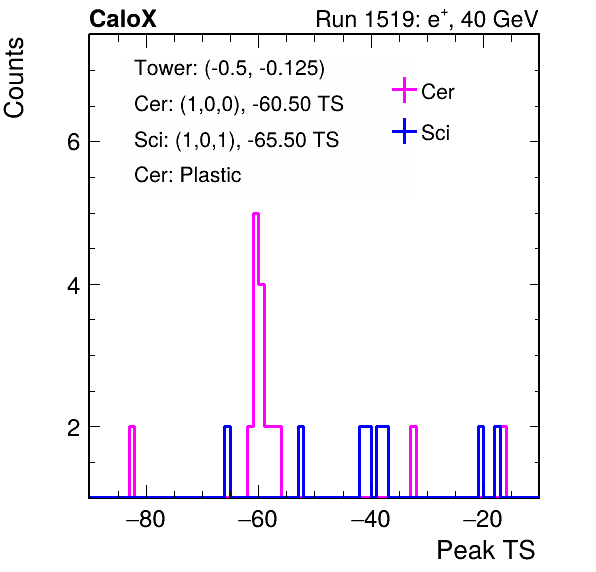 CaloX Run 1519: e+, 40 GeV
Counts
Tower: (-0.5, -0.125)
Cer: (1,0,0), -60.50 TS
Sci: (1,0,1), -65.50 TS
Cer: Plastic
Cer
Sci
6
4
2
−80 −60 −40 −20
Peak TS